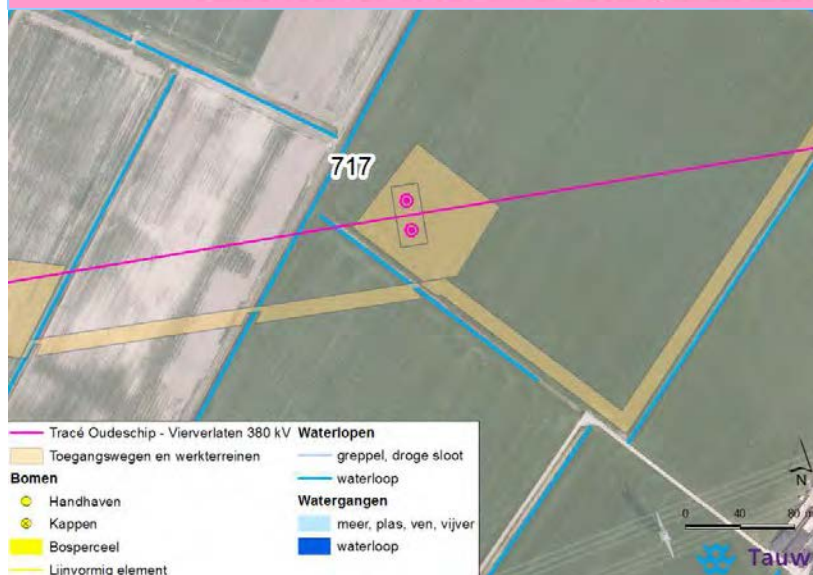 717
Tracé Oudeschip - Vierverlaten 380 kV
Toegangswegen en werkterreinen
Bomen
Handhaven
Kappen
Bosperceel
Lijnvormig element
Waterlopen
greppel, droge sloot
waterloop
Watergangen
meer, plas, ven, vijver
waterloop
N
0 40 80
Tauw